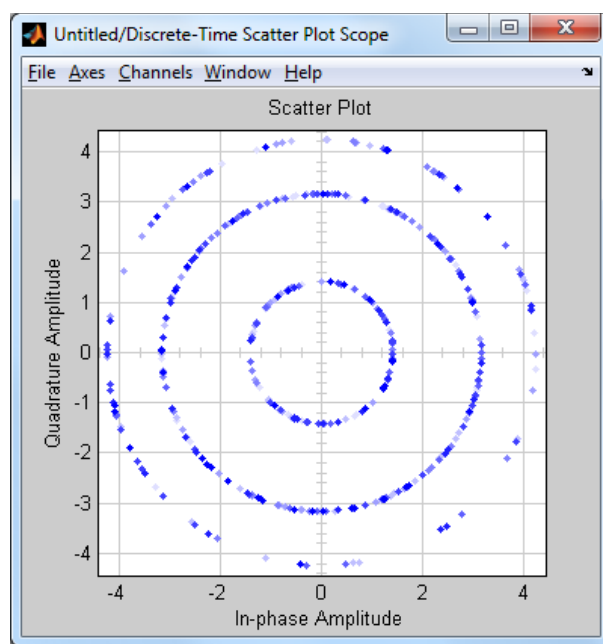 Untitled/Discrete-Time Scatter Plot Scope
File Axes Channels Window Help
Scatter Plot
4
3
2
1
0
-1
-2
-3
-4
Quadrature Amplitude
-4 -2 0 2 4
In-phase Amplitude